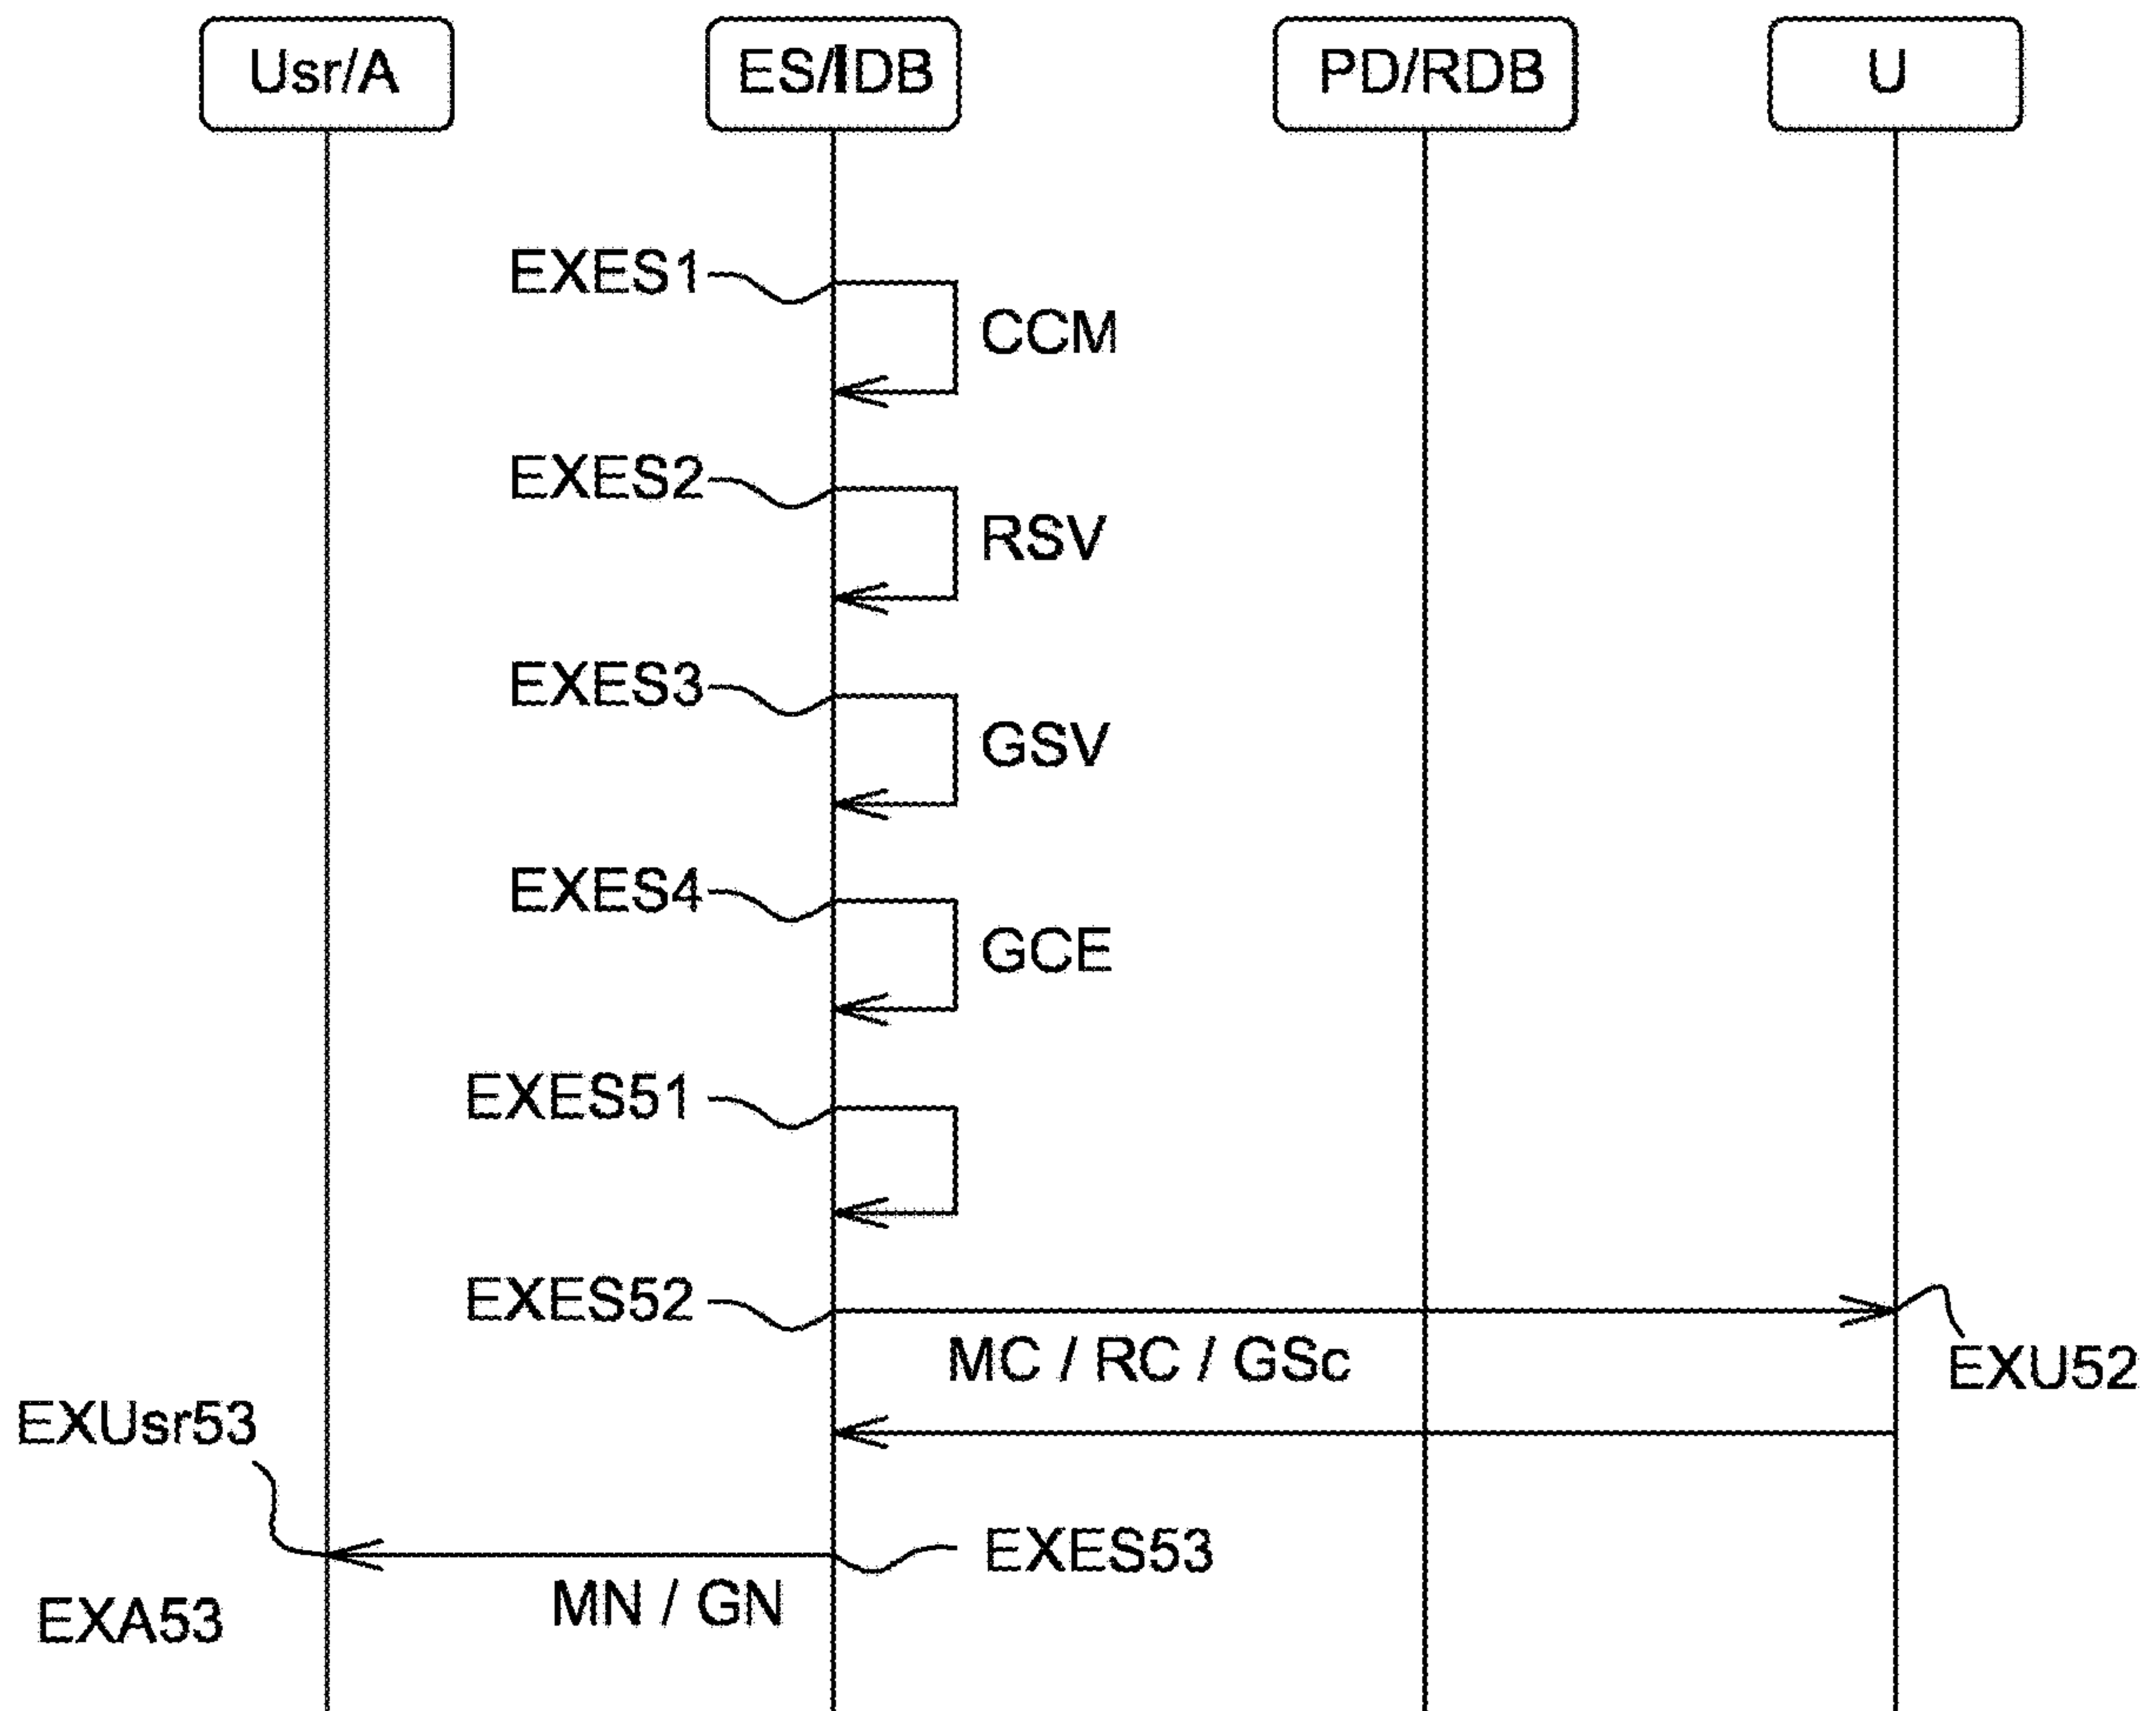 Usr/A ES/IDB PD/RDB U
EXES1
CCM
EXES2
RSV
EXES3
GSV
EXES4
GCE
EXES51
EXES52
MC / RC / GSc
EXU52
EXUsr53
EXES53
MN / GN
EXA53